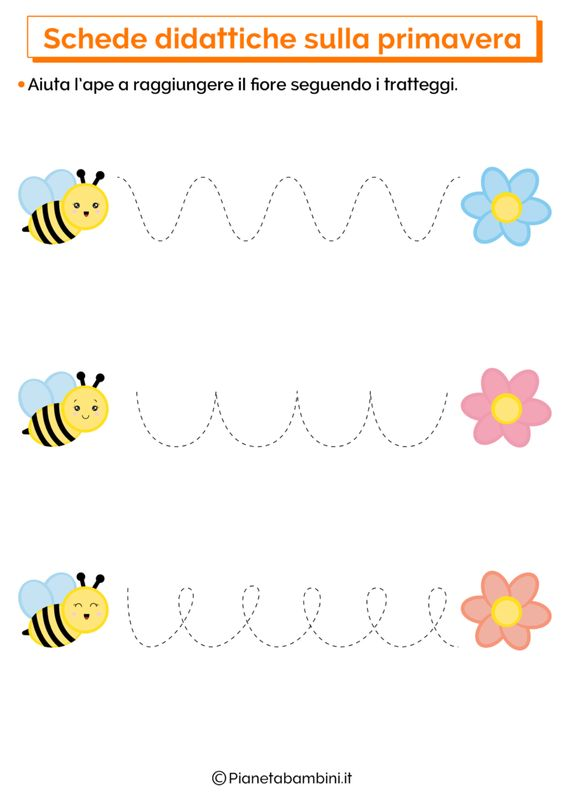 Schede didattiche sulla primavera
• Aiuta l'ape a raggiungere il fiore seguendo i tratteggi.
© Pianetabambini.it